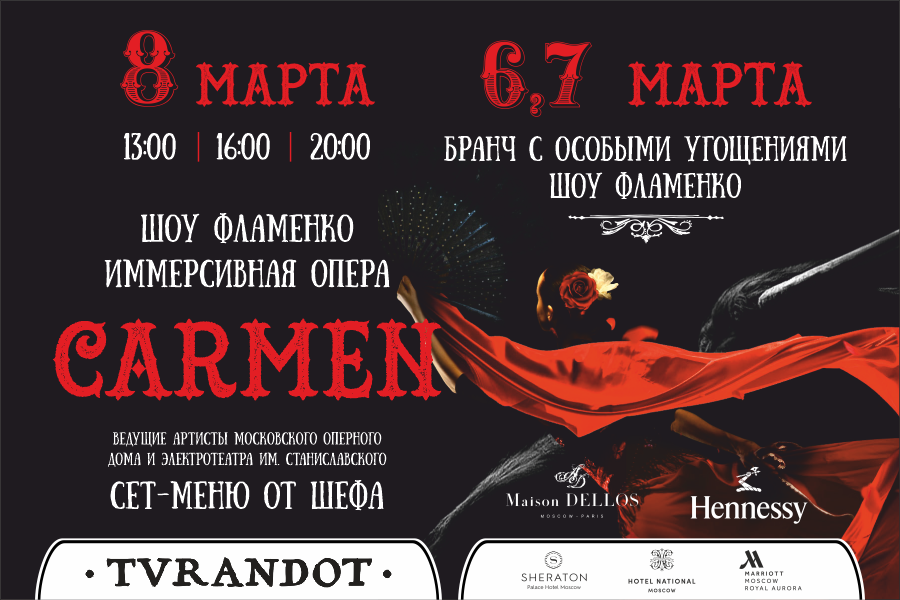 8 МАРТА
13:00 | 16:00 | 20:00
ШОУ ФЛАМЕНКО
ИММЕРСИВНАЯ ОПЕРА
CARMEN
ВЕДУЩИЕ АРТИСТЫ МОСКОВСКОГО ОПЕРНОГО
ДОМА И ЭЛЕКТРОТЕАТРА ИМ. СТАНИСЛАВСКОГО
СЕТ-МЕНЮ ОТ ШЕФА
· TVRANDOT ·
6,7 МАРТА
БРАНЧ С ОСОБЫМИ УГОЩЕНИЯМИ
ШОУ ФЛАМЕНКО
Maison DELLOS
MOSCOW-PARIS
Hennessy
SHERATON
Palace Hotel Moscow
HOTEL NATIONAL
MOSCOW
MARRIOTT
MOSCOW
ROYAL AURORA